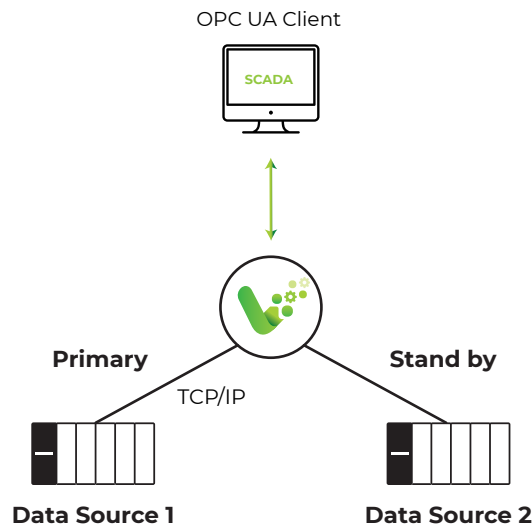 OPC UA Client
SCADA
Primary
Stand by
TCP/IP
Data Source 1
Data Source 2